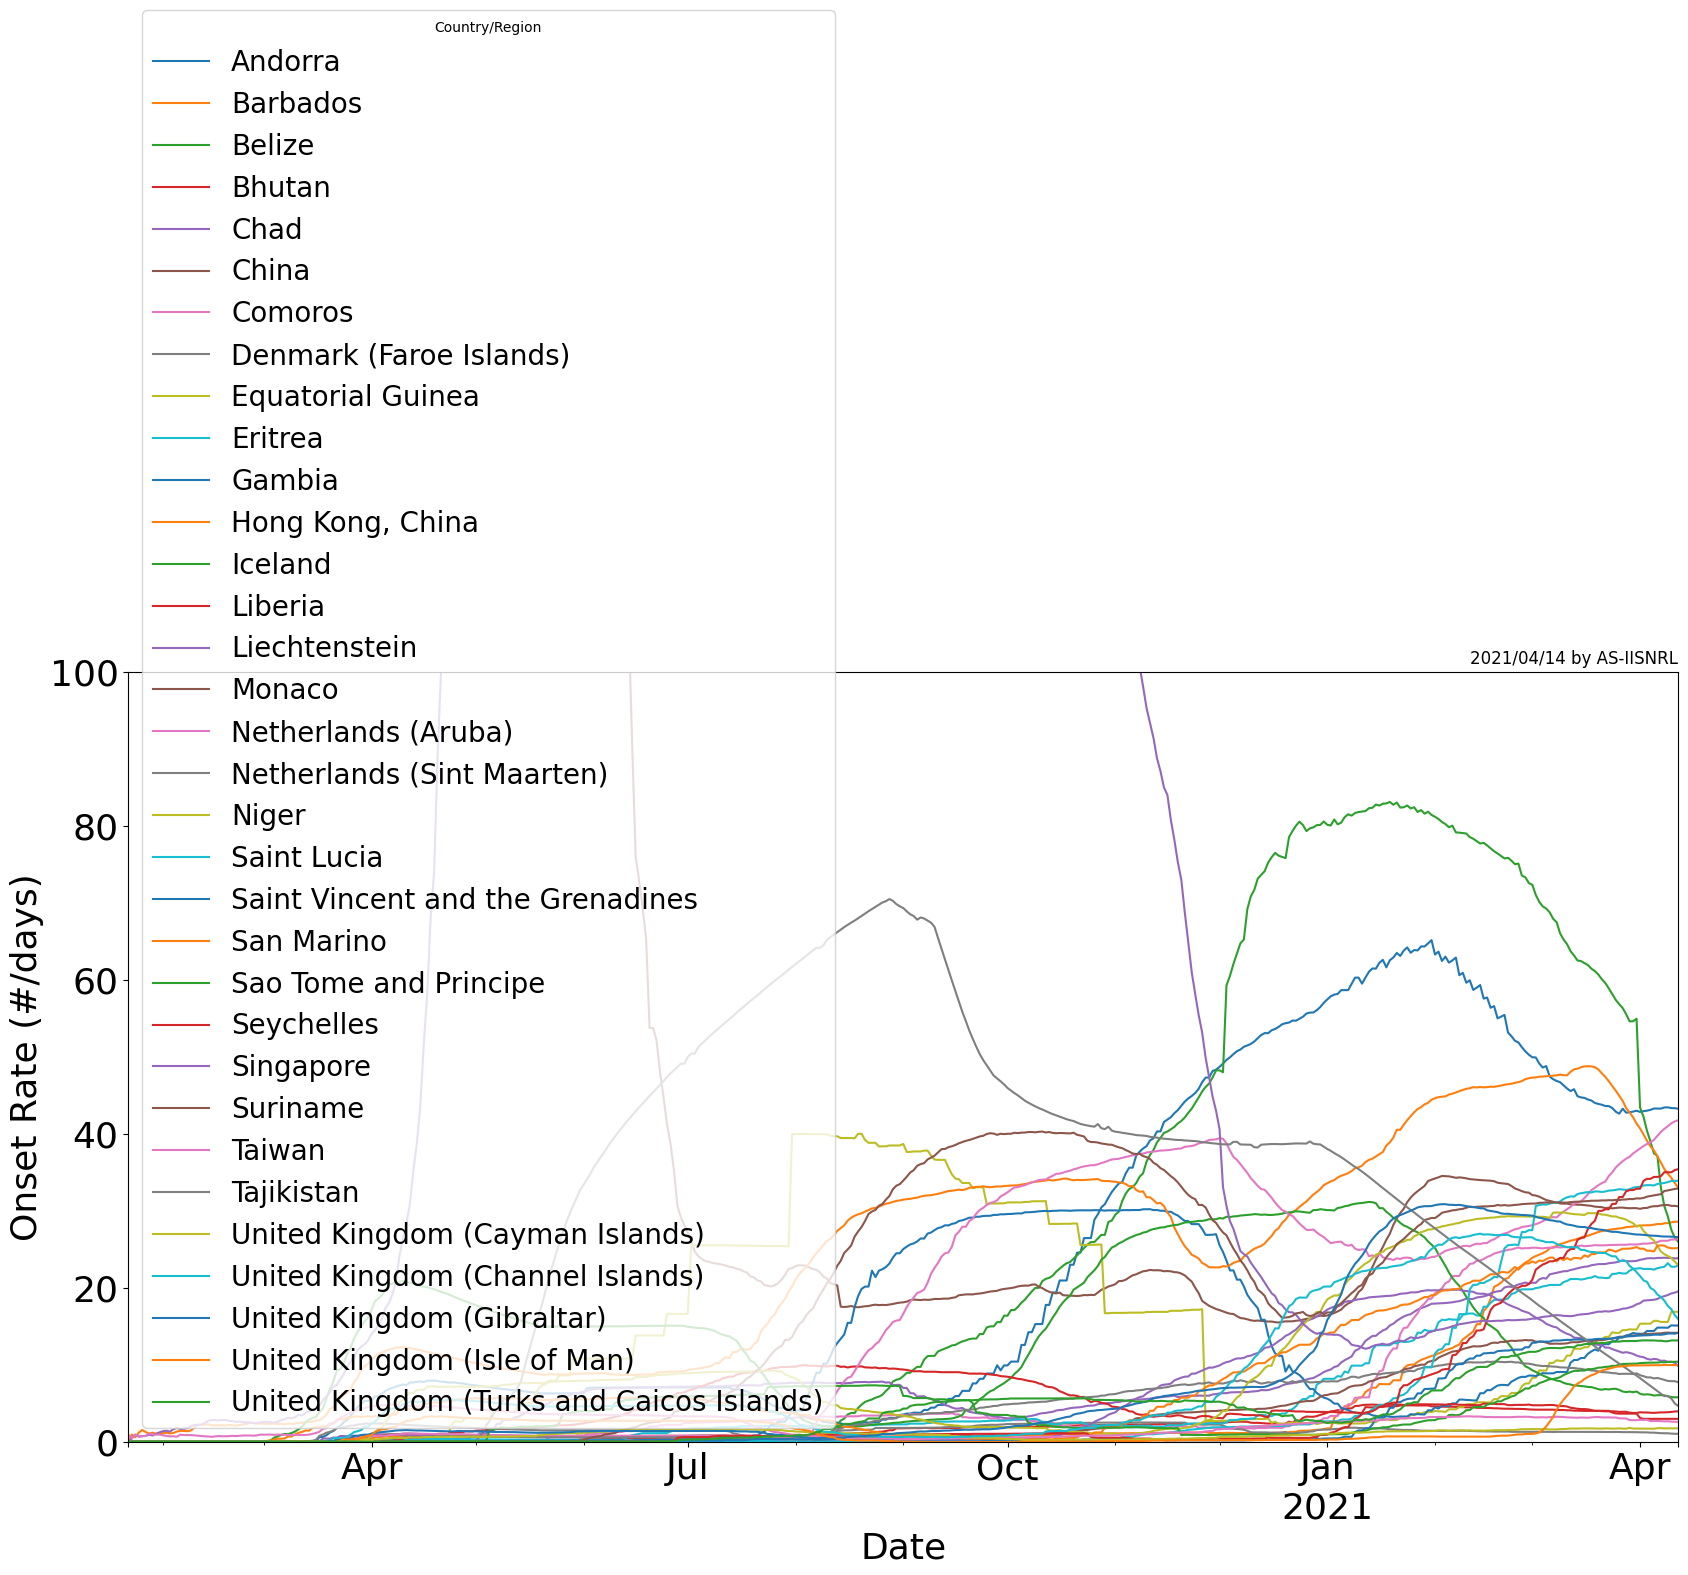 Country/Region
Andorra
Barbados
Belize
Bhutan
Chad
China
Comoros
Denmark (Faroe Islands)
Equatorial Guinea
Eritrea
Gambia
Hong Kong, China
Iceland
Liberia
Liechtenstein
Monaco
Netherlands (Aruba)
Netherlands (Sint Maarten)
Niger
Saint Lucia
Saint Vincent and the Grenadines
San Marino
Sao Tome and Principe
Seychelles
Singapore
Suriname
Taiwan
Tajikistan
United Kingdom (Cayman Islands)
United Kingdom (Channel Islands)
United Kingdom (Gibraltar)
United Kingdom (Isle of Man)
United Kingdom (Turks and Caicos Islands)
2021/04/14 by AS-IISNRL
Onset Rate (#/days)
100
80
60
40
20
0
Apr Jul Oct Jan Apr
2021
Date